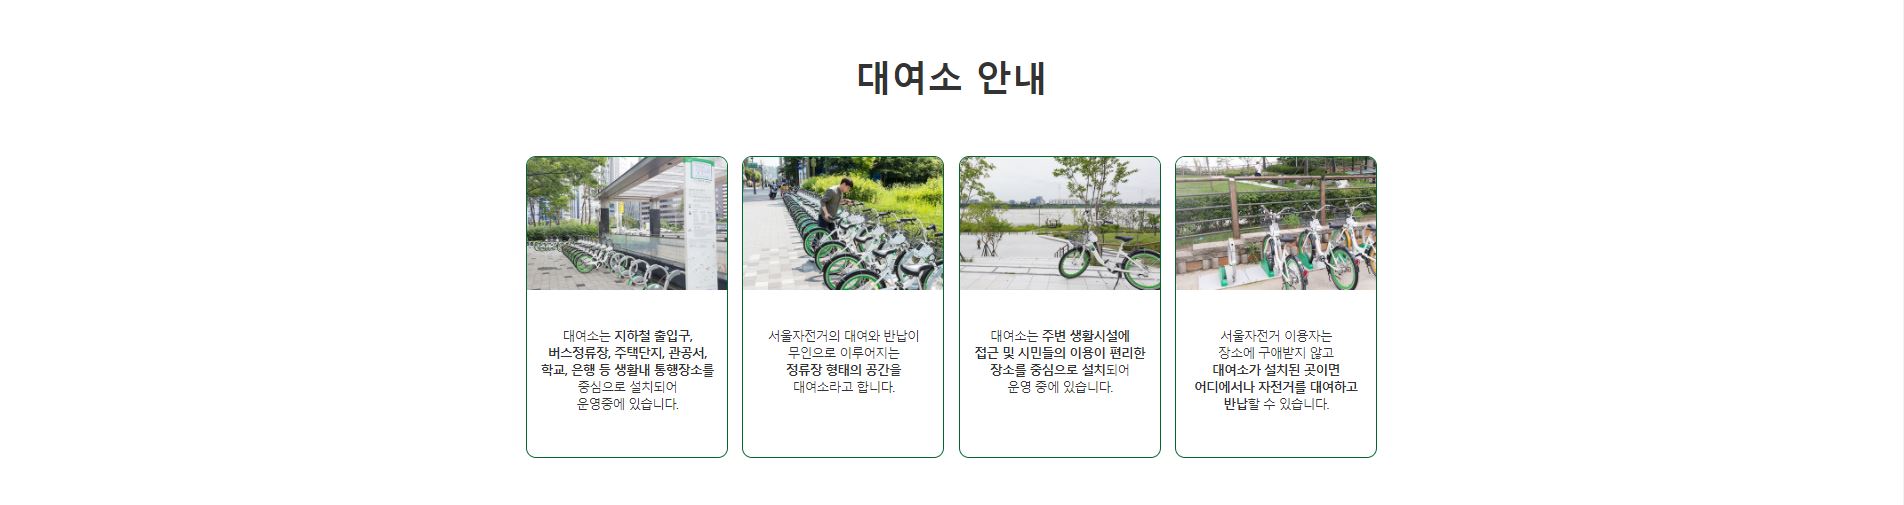 대여소 안내
대여소는 지하철 출입구,
버스정류장, 주택단지, 관공서,
학교, 은행 등 생활내 통행장소를
중심으로 설치되어
운영중에 있습니다.
서울자전거의 대여와 반납이
무인으로 이루어지는
정류장 형태의 공간을
대여소라고 합니다.
대여소는 주변 생활시설에
접근 및 시민들의 이용이 편리한
장소를 중심으로 설치되어
운영 중에 있습니다.
서울자전거 이용자는
장소에 구애받지 않고
대여소가 설치된 곳이면
어디에서나 자전거를 대여하고
반납할 수 있습니다.